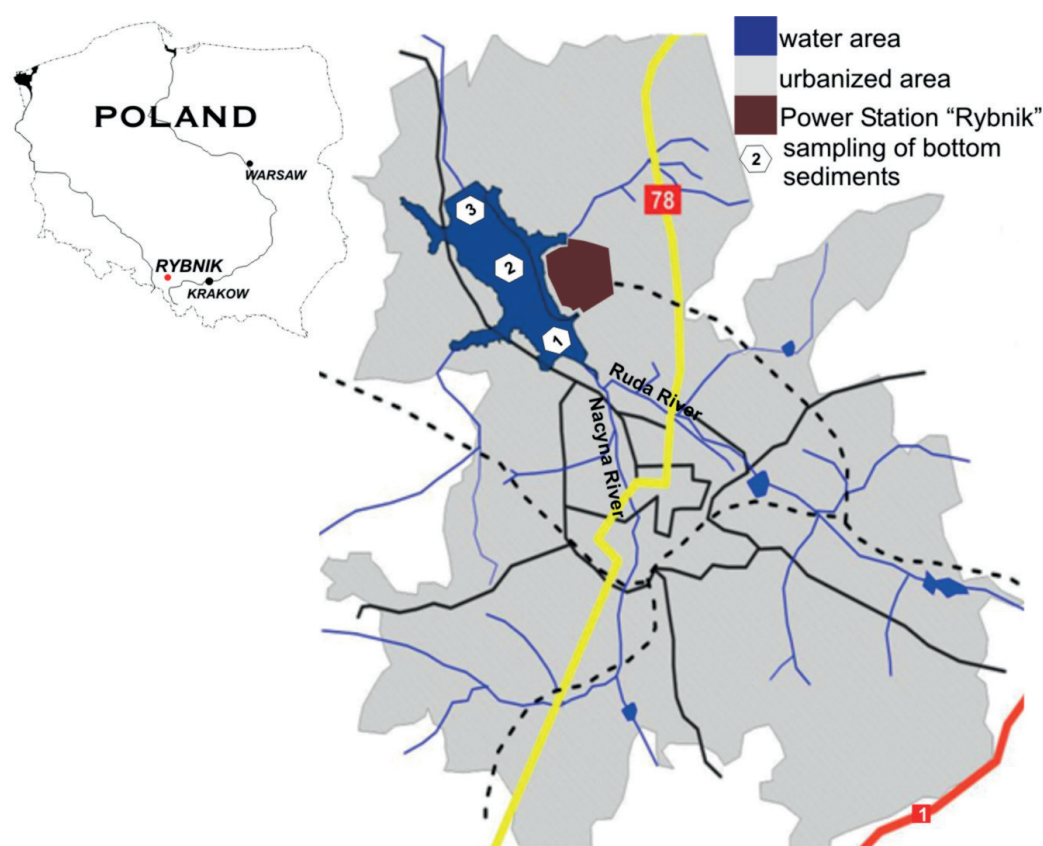 POLAND
WARSAW
RYBNIK
KRAKOW
water area
urbanized area
Power Station “Rybnik”
2
sampling of bottom
sediments
78
3
2
1
Ruda River
Nacyna River
1